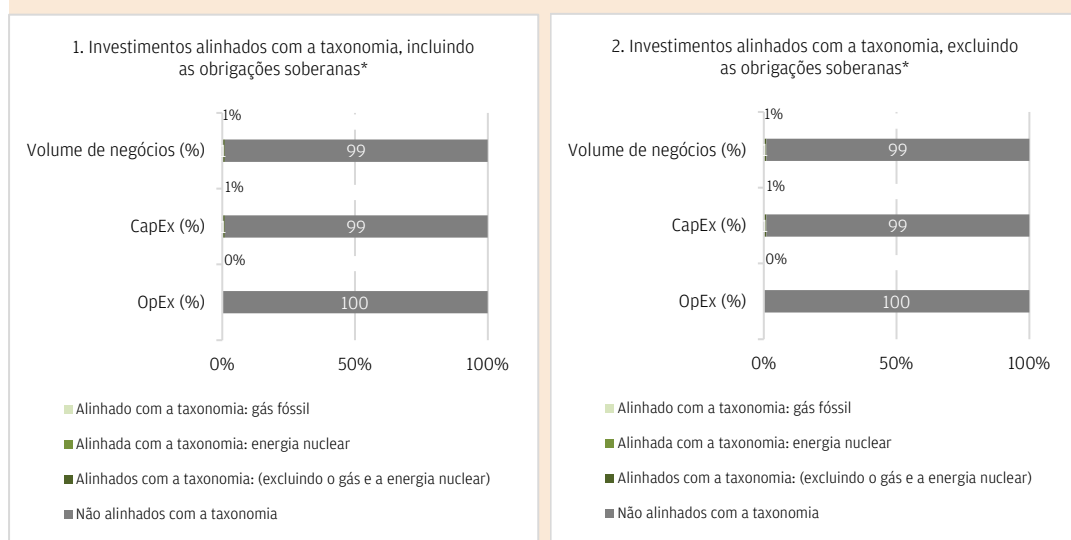 1. Investimentos alinhados com a taxonomia, incluindo
as obrigações soberanas*
1%
Volume de negócios (%)
1
99
1%
CapEx (%)
1
99
0%
OpEx (%)
100
0%
50%
100%
Alinhado com a taxonomia: gás fóssil
Alinhada com a taxonomia: energia nuclear
Alinhados com a taxonomia: (excluindo o gás e a energia nuclear)
Não alinhados com a taxonomia
2. Investimentos alinhados com a taxonomia, excluindo
as obrigações soberanas*
1%
Volume de negócios (%)
1
99
1%
CapEx (%)
1
99
0%
OpEx (%)
100
0%
50%
100%
Alinhado com a taxonomia: gás fóssil
Alinhada com a taxonomia: energia nuclear
Alinhados com a taxonomia: (excluindo o gás e a energia nuclear)
Não alinhados com a taxonomia